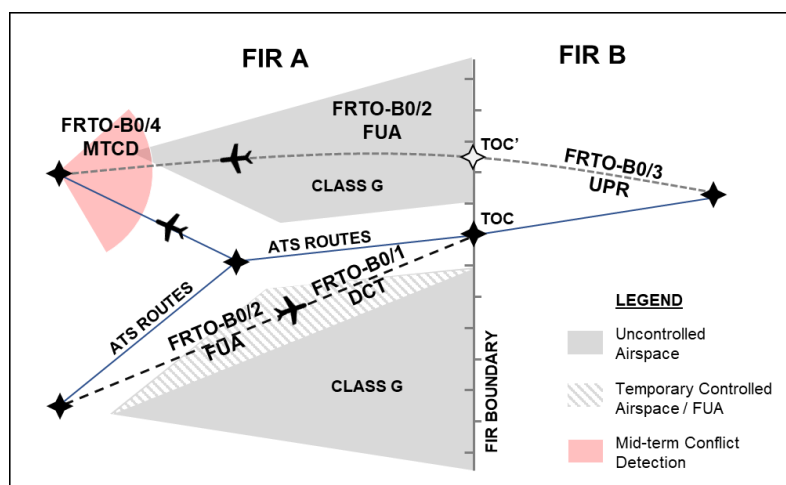 FIR A
FIR B
FRTO-B0/4
MTCD
FRTO-B0/2
FUA
CLASS G
TOC’
FRTO-B0/3
UPR
TOC
ATS ROUTES
ATS ROUTES
FRTO-B0/1
DCT
FRTO-B0/2
FUA
CLASS G
FIR BOUNDARY
LEGEND
Uncontrolled
Airspace
Temporary Controlled
Airspace / FUA
Mid-term Conflict
Detection